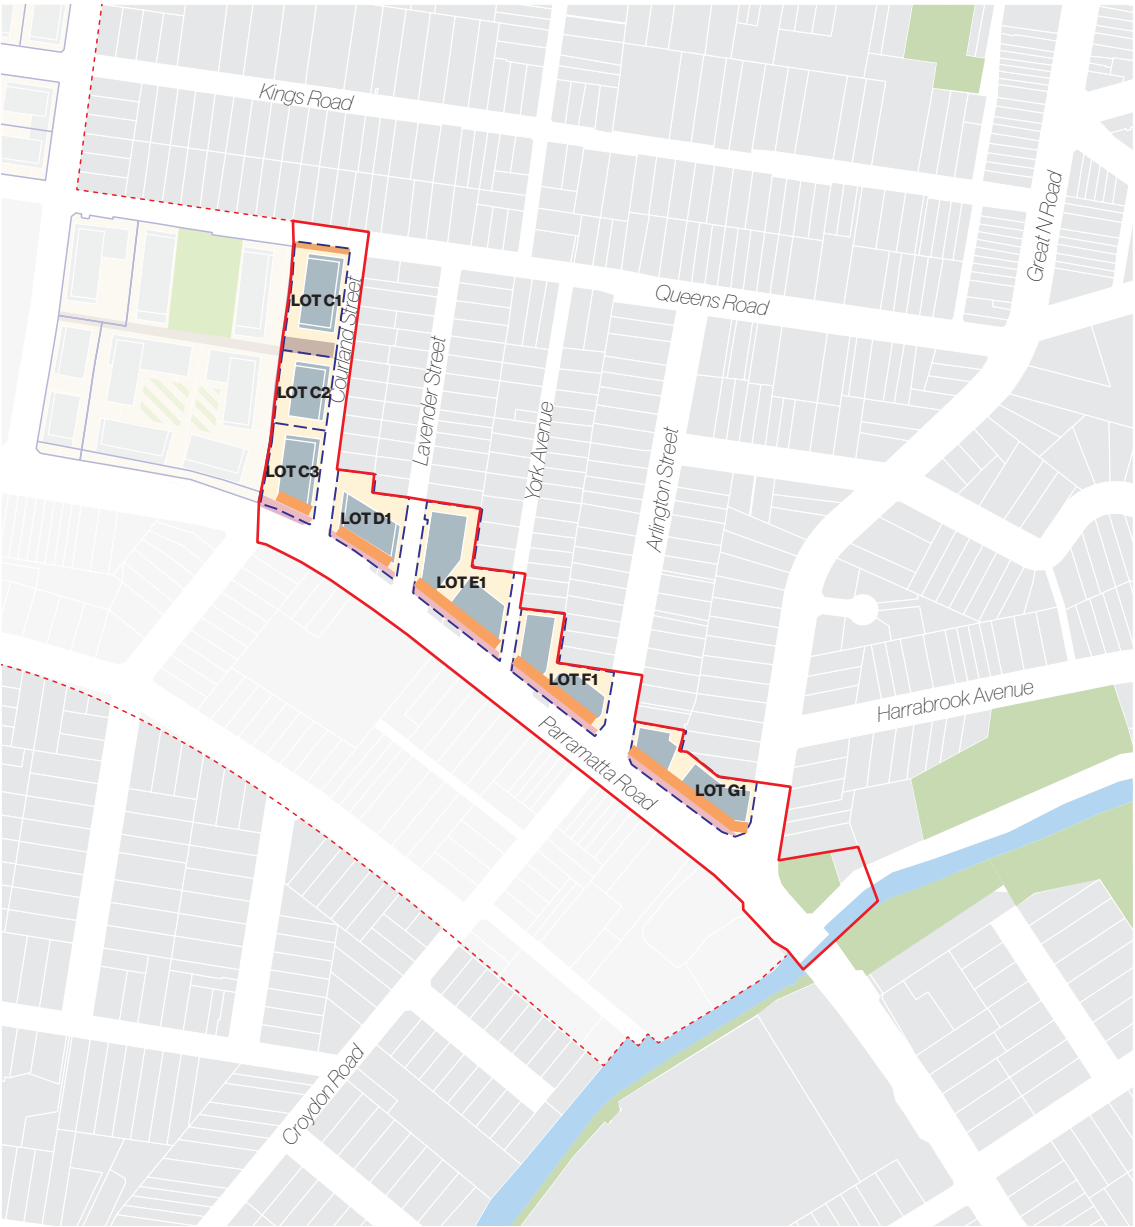 Kings Road
Great N Road
Queens Road
LOT C1
Courland Street
Lavender Street
LOT C2
York Avenue
Arlington Street
LOT C3
LOT D1
LOT E1
LOT F1
Harrabrook Avenue
Parramatta Road
LOT G1
Croydon Road